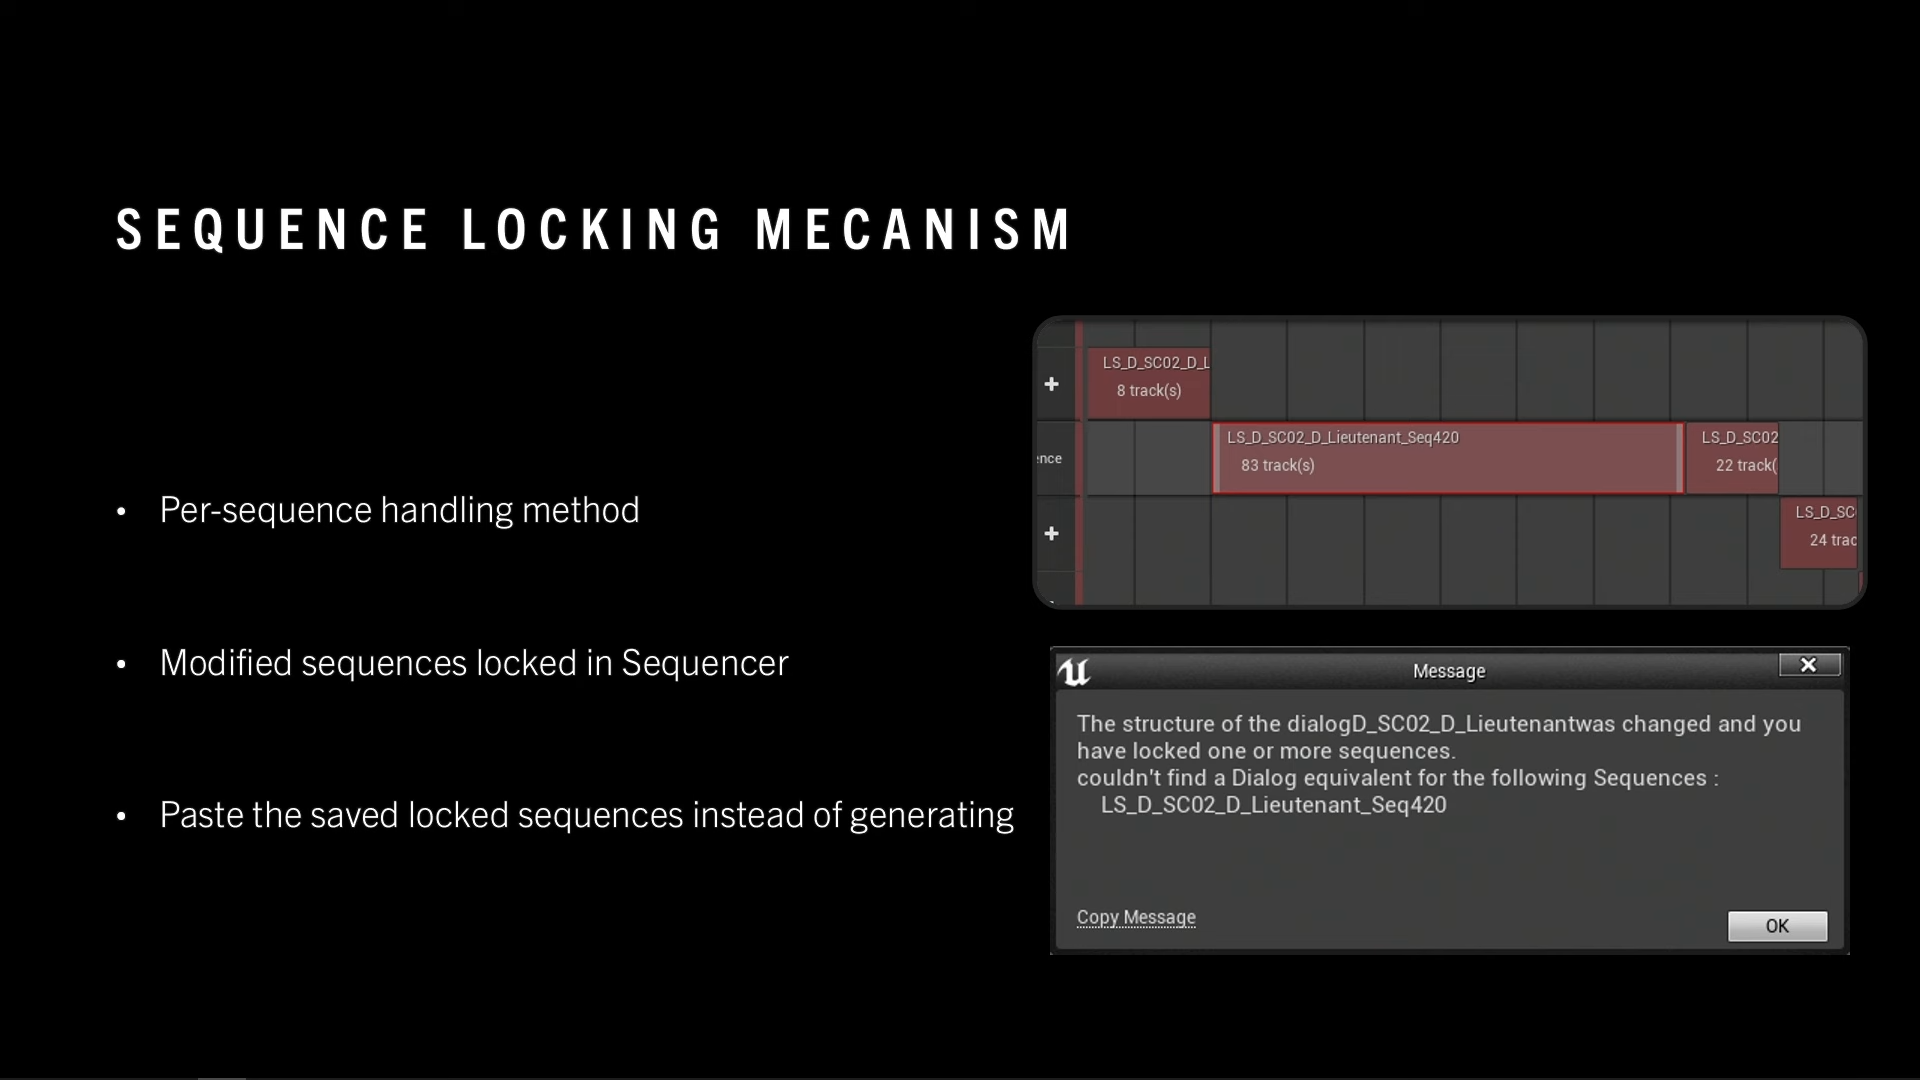 SEQUENCE LOCKING MECANISM
• Per-sequence handling method
• Modified sequences locked in Sequencer
• Paste the saved locked sequences instead of generating
LS_D_SC02_D_L
8 track(s)
ence
LS_D_SC02_D_Lieutenant_Seq420
83 track(s)
LS_D_SC02
22 track(
LS_D_SC
24 trac
Message
The structure of the dialogD_SC02_D_Lieutenantwas changed and you
have locked one or more sequences.
couldn't find a Dialog equivalent for the following Sequences :
LS_D_SC02_D_Lieutenant_Seq420
Copy Message
OK